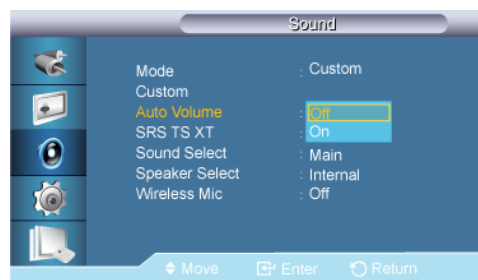 Sound
Mode : Custom
Custom
Auto Volume : Off
SRS TS XT : On
Sound Select : Main
Speaker Select : Internal
Wireless Mic : Off
Move Enter Return